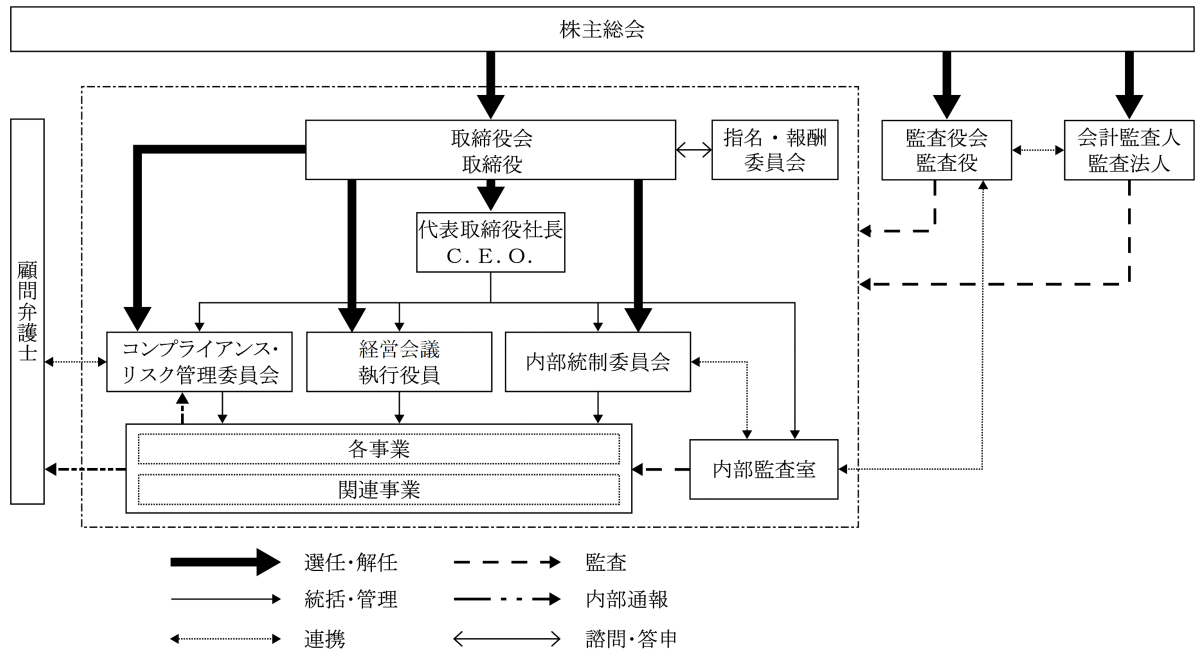 株主総会
取締役会
取締役
指名・報酬
委員会
監査役会
監査役
会計監査人
監査法人
代表取締役社長
C. E. O.
顧問弁護士
コンプライアンス・
リスク管理委員会
経営会議
執行役員
内部統制委員会
各事業
関連事業
内部監査室
選任・解任
監査
統括・管理
内部通報
連携
諮問・答申